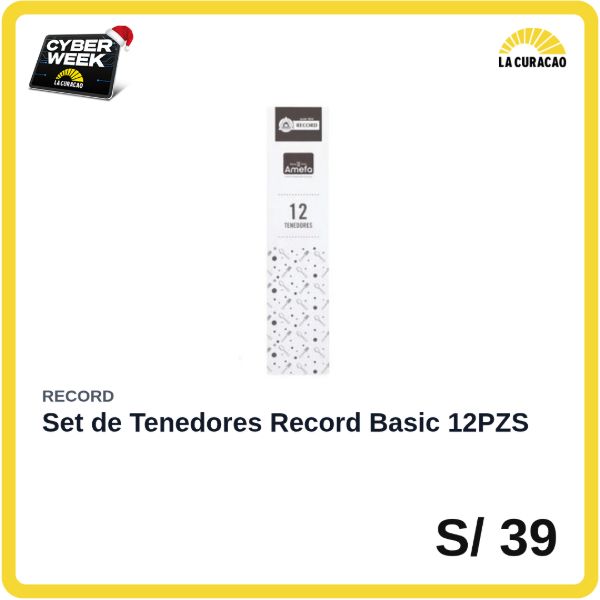 CYBER
WEEK
LA CURACAO
LA CURACAO
RECORD
Amefa
12
TENEDORES
RECORD
Set de Tenedores Record Basic 12PZS
S/ 39